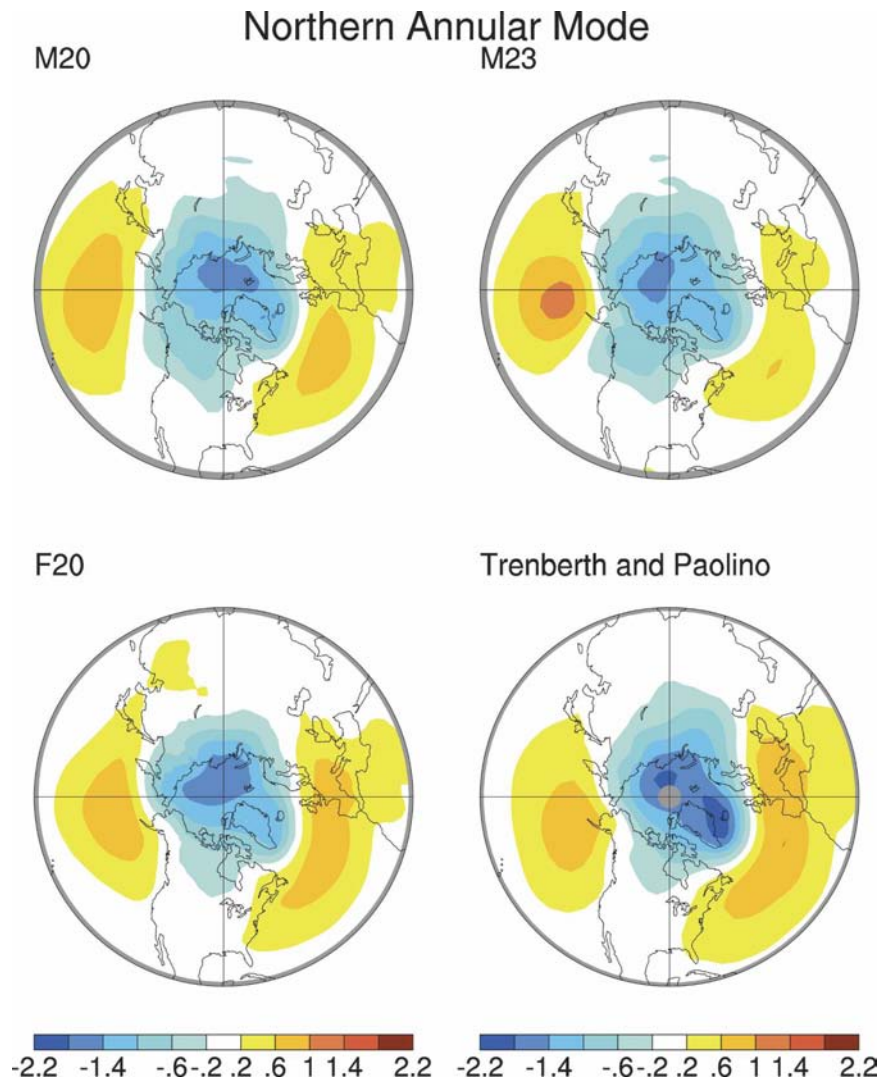 Northern Annular Mode
M20 M23
F20 Trenberth and Paolino
-2.2 -1.4 -.6 -.2 .2 .6 1 1.4 2.2 -2.2 -1.4 -.6 -.2 .2 .6 1 1.4 2.2